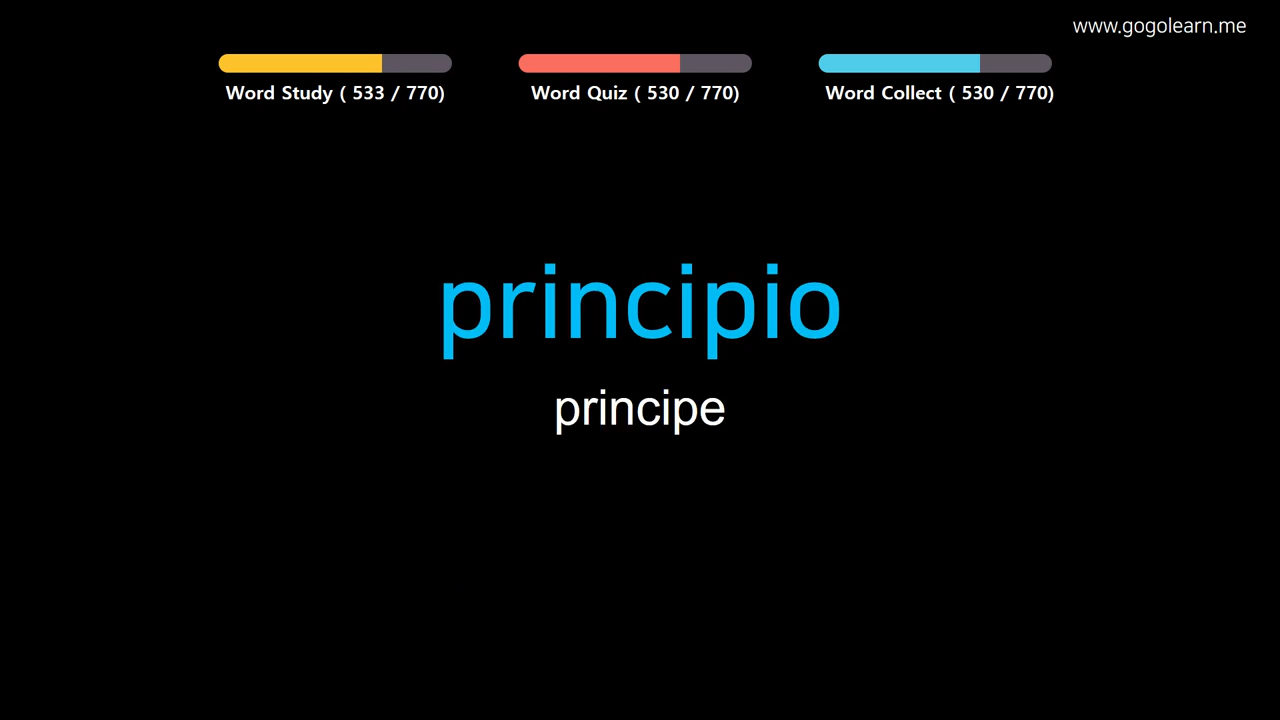 www.gogolearn.me
Word Study ( 533 / 770)
Word Quiz ( 530 / 770)
Word Collect ( 530 / 770)
principio
principe